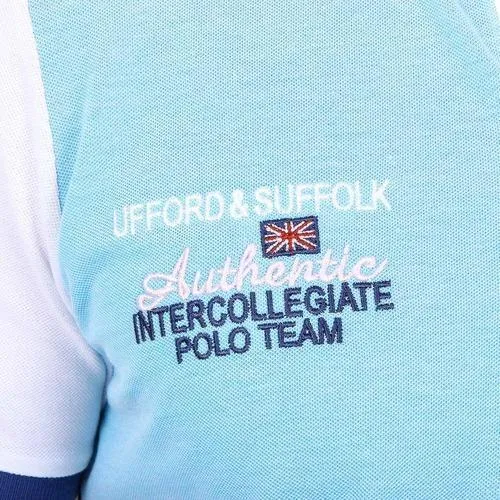 UFFORD & SUFFOLK
Authentic
INTERCOLLEGIATE
POLO TEAM